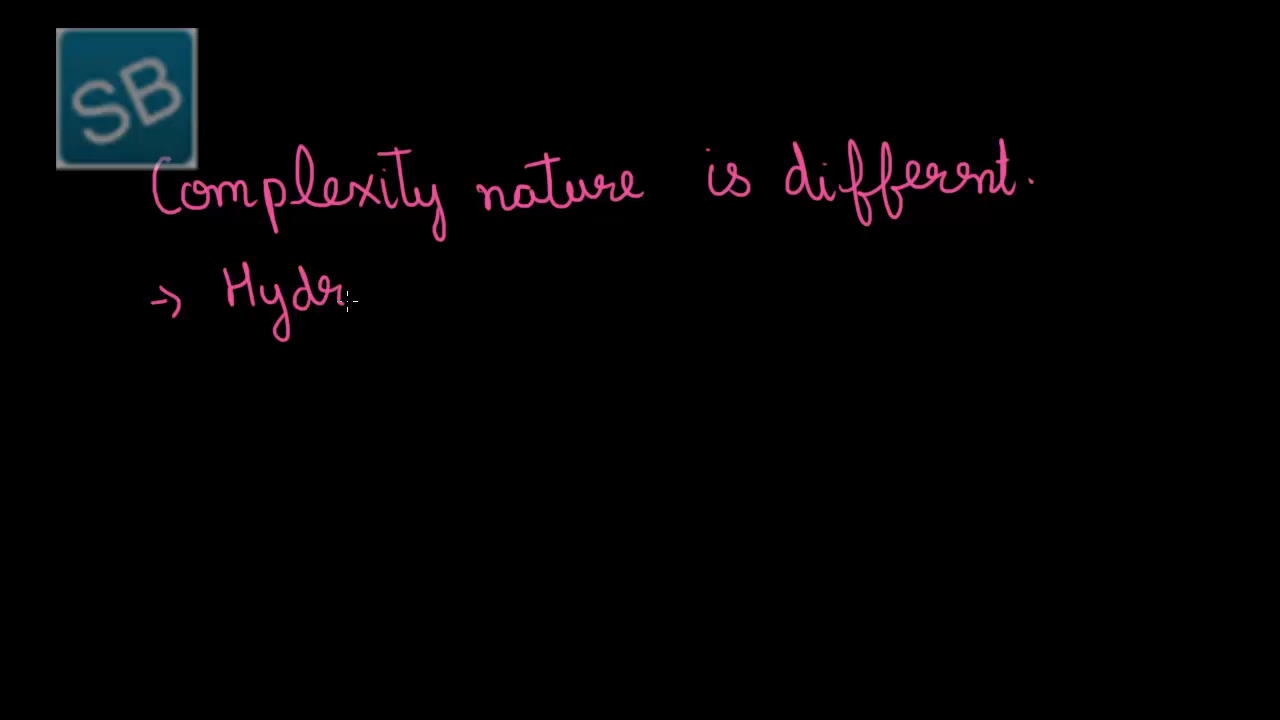 SB
Complexity nature is different.
→ Hydr